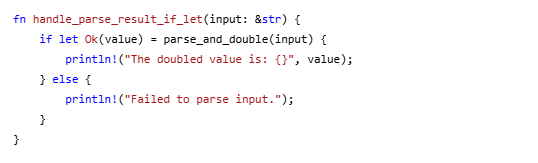 fn handle_parse_result_if_let(input: &str) {
    if let Ok(value) = parse_and_double(input) {
        println!("The doubled value is: {}", value);
    } else {
        println!("Failed to parse input.");
    }
}